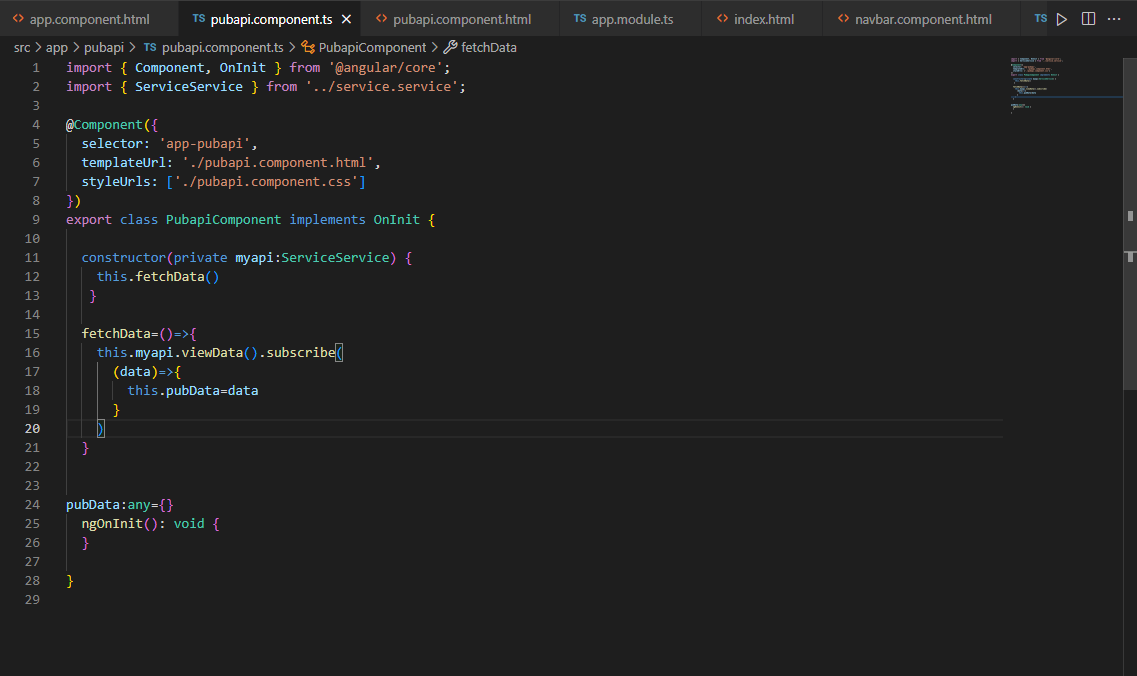 <> app.component.html TS pubapi.component.ts × <> pubapi.component.html TS app.module.ts <> index.html <> navbar.component.html TS ...
src > app > pubapi > TS pubapi.component.ts > PubapiComponent > fetchData
1 import { Component, OnInit } from '@angular/core';
2 import { ServiceService } from '../service.service';
3
4 @Component({
5   selector: 'app-pubapi',
6   templateUrl: './pubapi.component.html',
7   styleUrls: ['./pubapi.component.css']
8 })
9 export class PubapiComponent implements OnInit {
10
11   constructor(private myapi:ServiceService) {
12     this.fetchData()
13    }
14
15   fetchData=()=>{
16     this.myapi.viewData().subscribe(
17       (data)=>{
18         this.pubData=data
19       }
20     )
21   }
22
23
24 pubData:any={}
25   ngOnInit(): void {
26   }
27
28 }
29